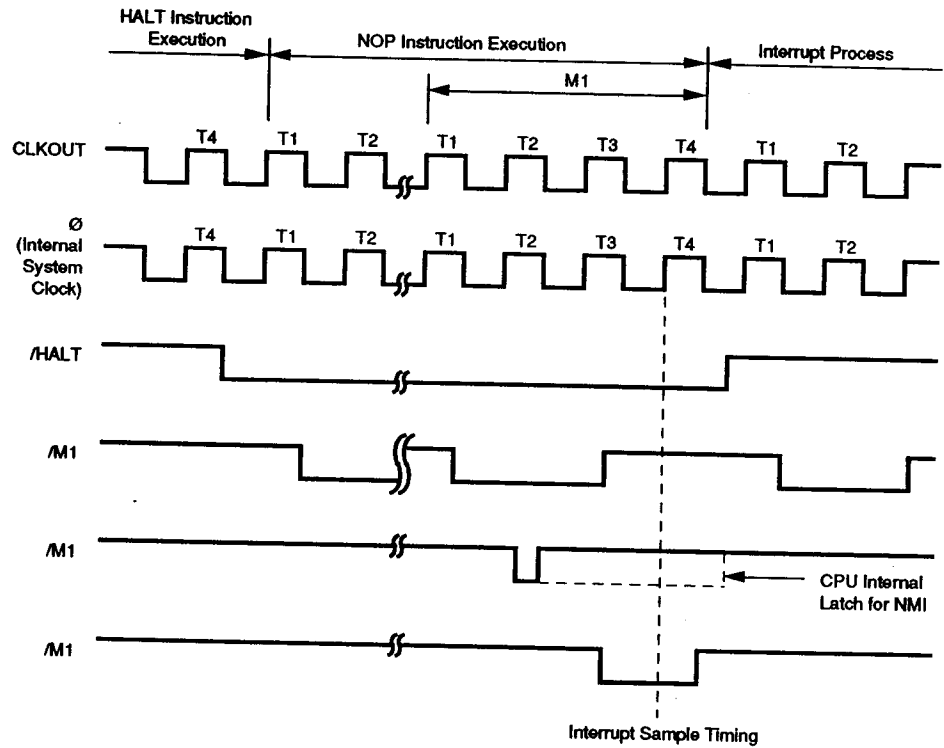 HALT Instruction
Execution
NOP Instruction Execution
Interrupt Process
M1
CLKOUT
T4 T1 T2 T1 T2 T3 T4 T1 T2
Ø
(Internal
System
Clock)
T4 T1 T2 T1 T2 T3 T4 T1 T2
/HALT
/M1
/M1
CPU Internal
Latch for NMI
/M1
Interrupt Sample Timing